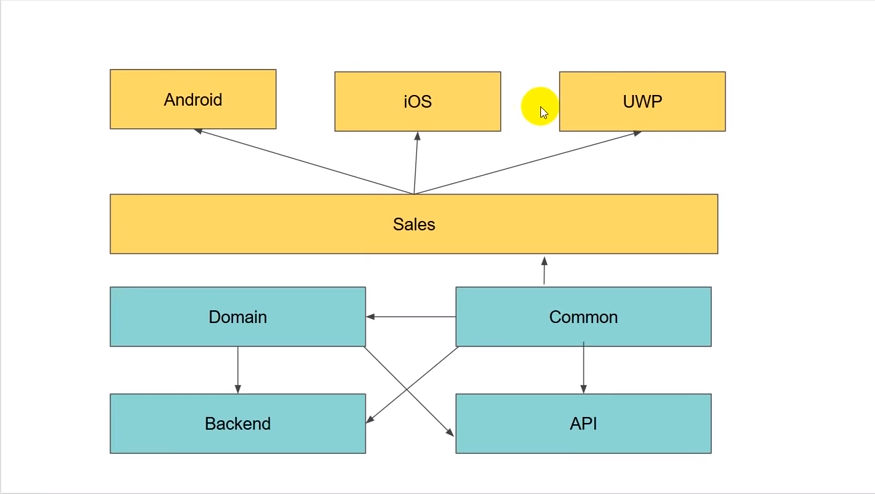 Android
iOS
UWP
Sales
Domain
Common
Backend
API